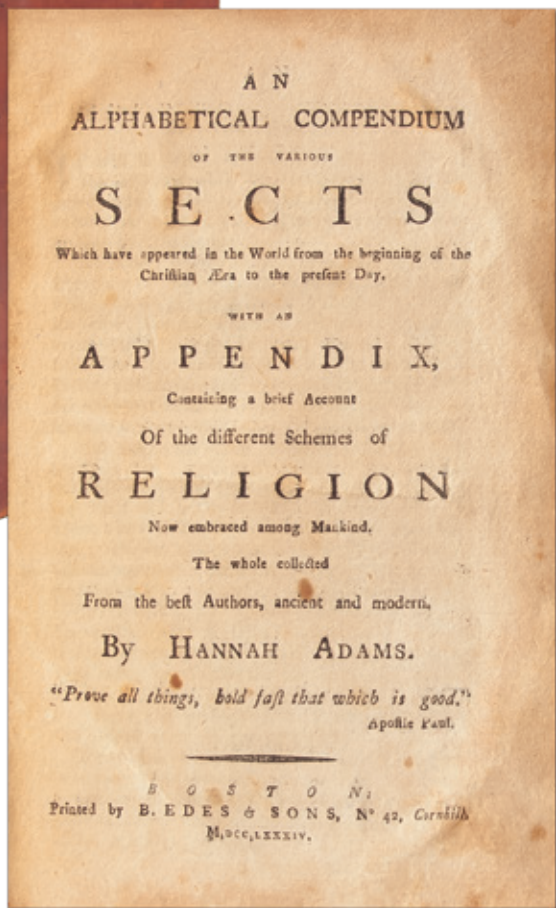 AN
ALPHABETICAL COMPENDIUM
OF THE VARIOUS
SECTS
Which have appeared in the World from the beginning of the
Chriſtian Æra to the preſent Day.
WITH AN
APPENDIX,
Containing a brief Account
Of the different Schemes of
RELIGION
Now embraced among Mankind.
The whole collected
From the beſt Authors, ancient and modern.
By HANNAH ADAMS.
"Prove all things, hold faſt that which is good."
Apoſtle Paul.
BOSTON:
Printed by B. EDES & SONS, Nº 42, Cornhill.
M,DCC,LXXXIV.